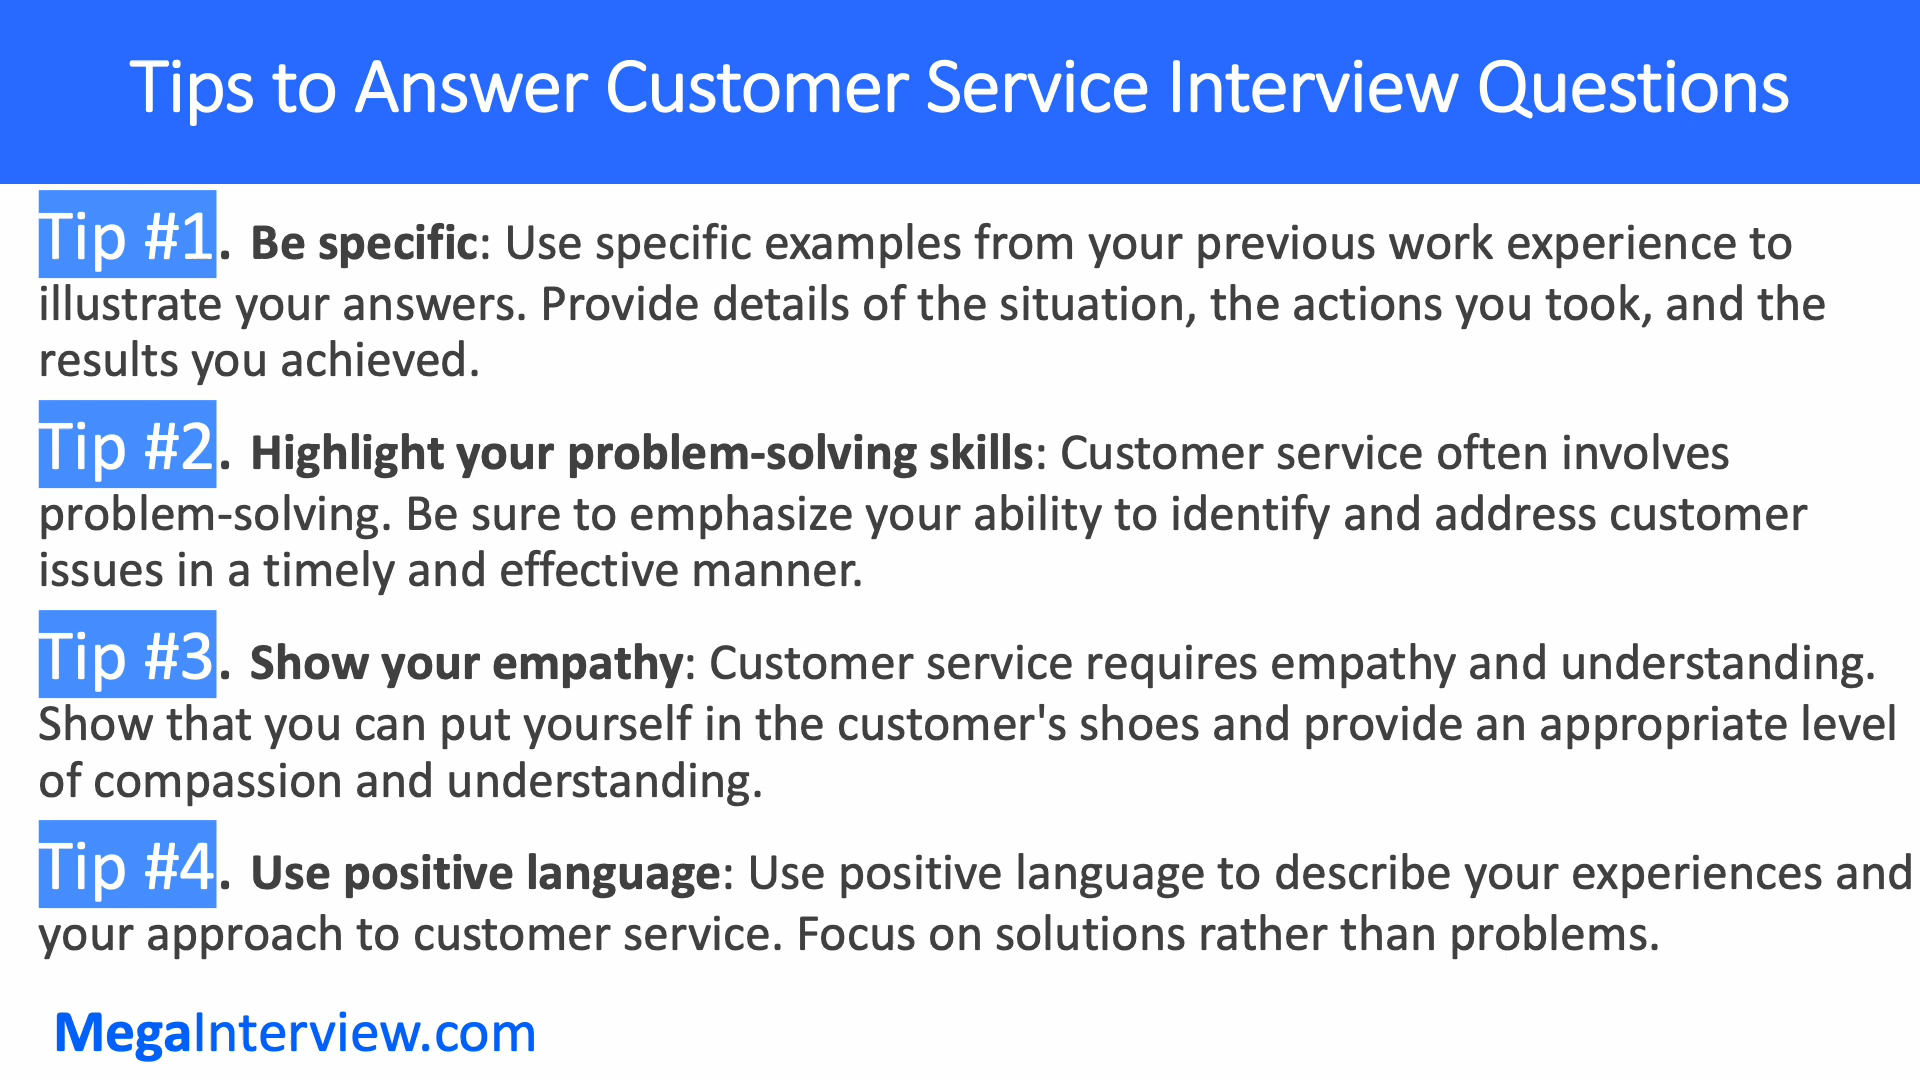 Tips to Answer Customer Service Interview Questions
Tip #1. Be specific: Use specific examples from your previous work experience to
illustrate your answers. Provide details of the situation, the actions you took, and the
results you achieved.
Tip #2. Highlight your problem-solving skills: Customer service often involves
problem-solving. Be sure to emphasize your ability to identify and address customer
issues in a timely and effective manner.
Tip #3. Show your empathy: Customer service requires empathy and understanding.
Show that you can put yourself in the customer's shoes and provide an appropriate level
of compassion and understanding.
Tip #4. Use positive language: Use positive language to describe your experiences and
your approach to customer service. Focus on solutions rather than problems.
MegaInterview.com